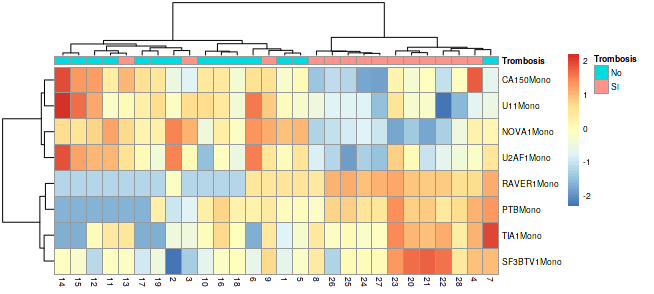 Trombosis
CA150Mono
U11Mono
NOVA1Mono
U2AF1Mono
RAVER1Mono
PTBMono
TIA1Mono
SF3BTV1Mono
14 15 12 11 13 17 19 2 3 10 16 18 6 9 1 5 8 26 25 24 27 23 20 21 22 28 4 7
2
1
0
-1
-2
Trombosis
No
SI